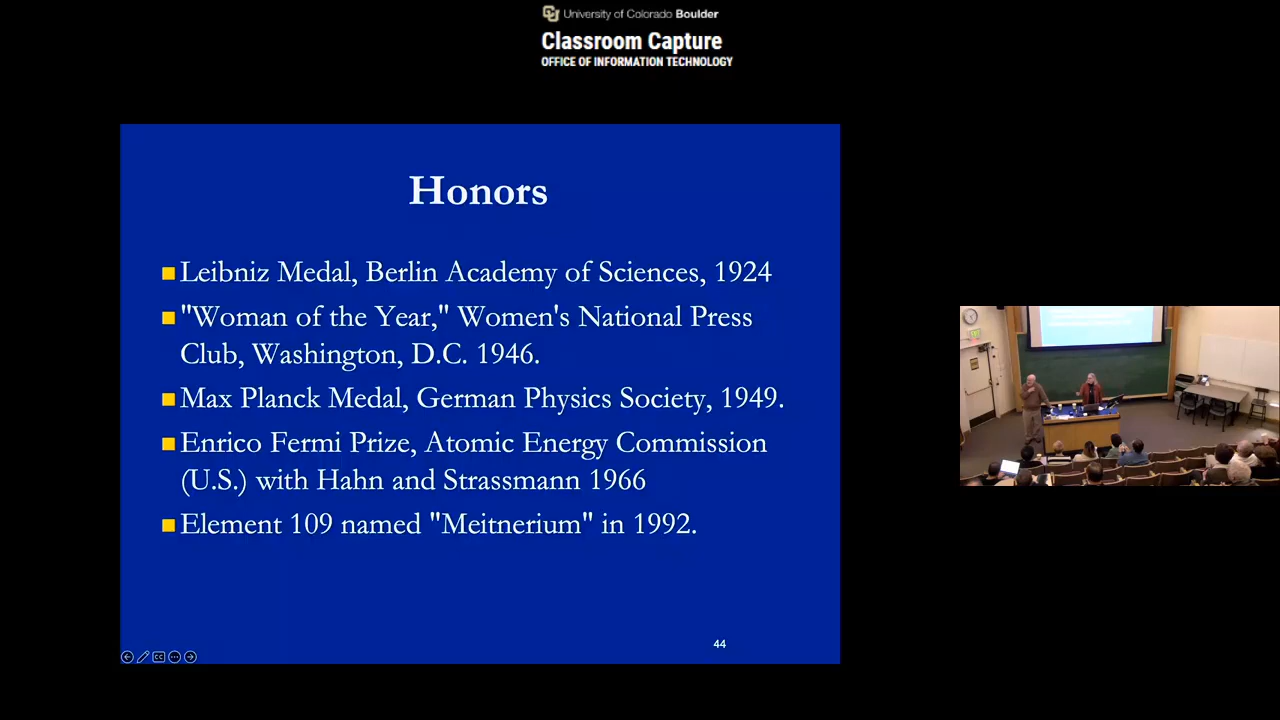 University of Colorado Boulder
Classroom Capture
OFFICE OF INFORMATION TECHNOLOGY
Honors
Leibniz Medal, Berlin Academy of Sciences, 1924
"Woman of the Year," Women's National Press
Club, Washington, D.C. 1946.
Max Planck Medal, German Physics Society, 1949.
Enrico Fermi Prize, Atomic Energy Commission
(U.S.) with Hahn and Strassmann 1966
Element 109 named "Meitnerium" in 1992.
44